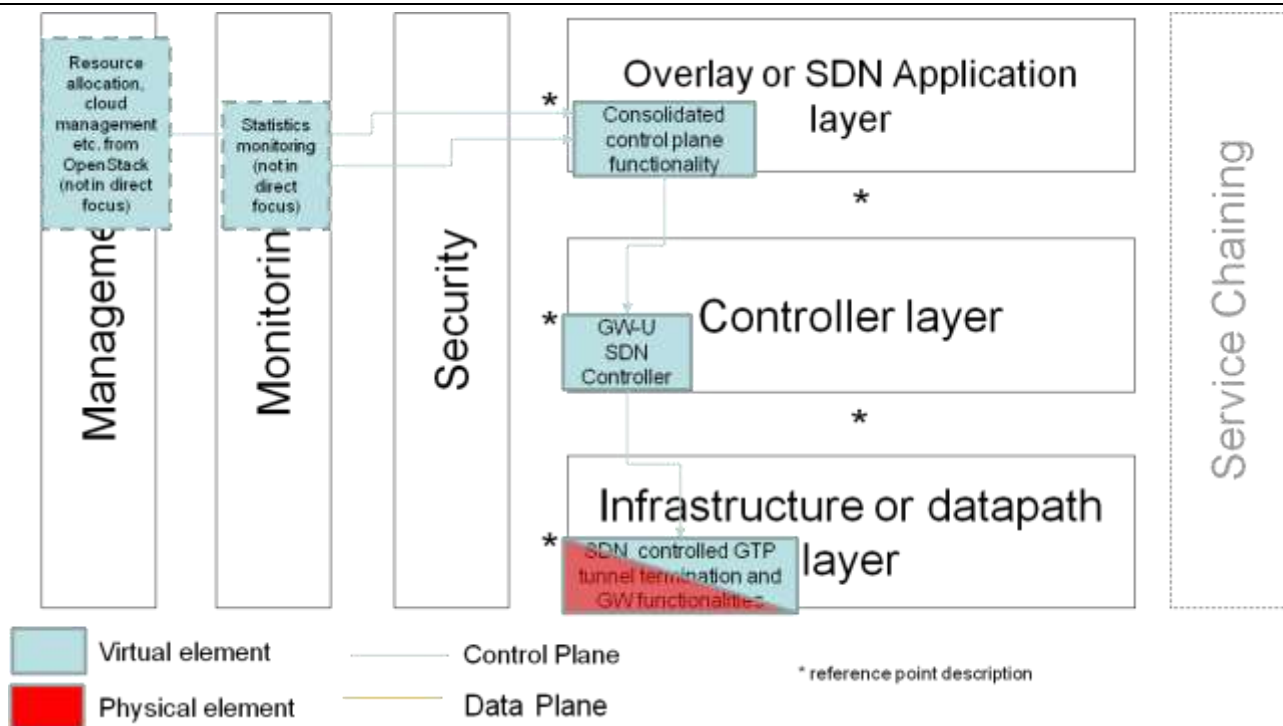 Resource
allocation,
cloud
management
etc. from
OpenStack
(not in direct
focus)
Manageme
Statistics
monitoring
(not in
direct
focus)
Monitorin
Security
*
Overlay or SDN Application
layer
Consolidated
control plane
functionality
*
*
Controller layer
GW-U
SDN
Controller
*
Infrastructure or datapath
layer
*
SDN controlled GTP
tunnel termination and
GW functionalities
Service Chaining
Virtual element
Physical element
Control Plane
Data Plane
* reference point description